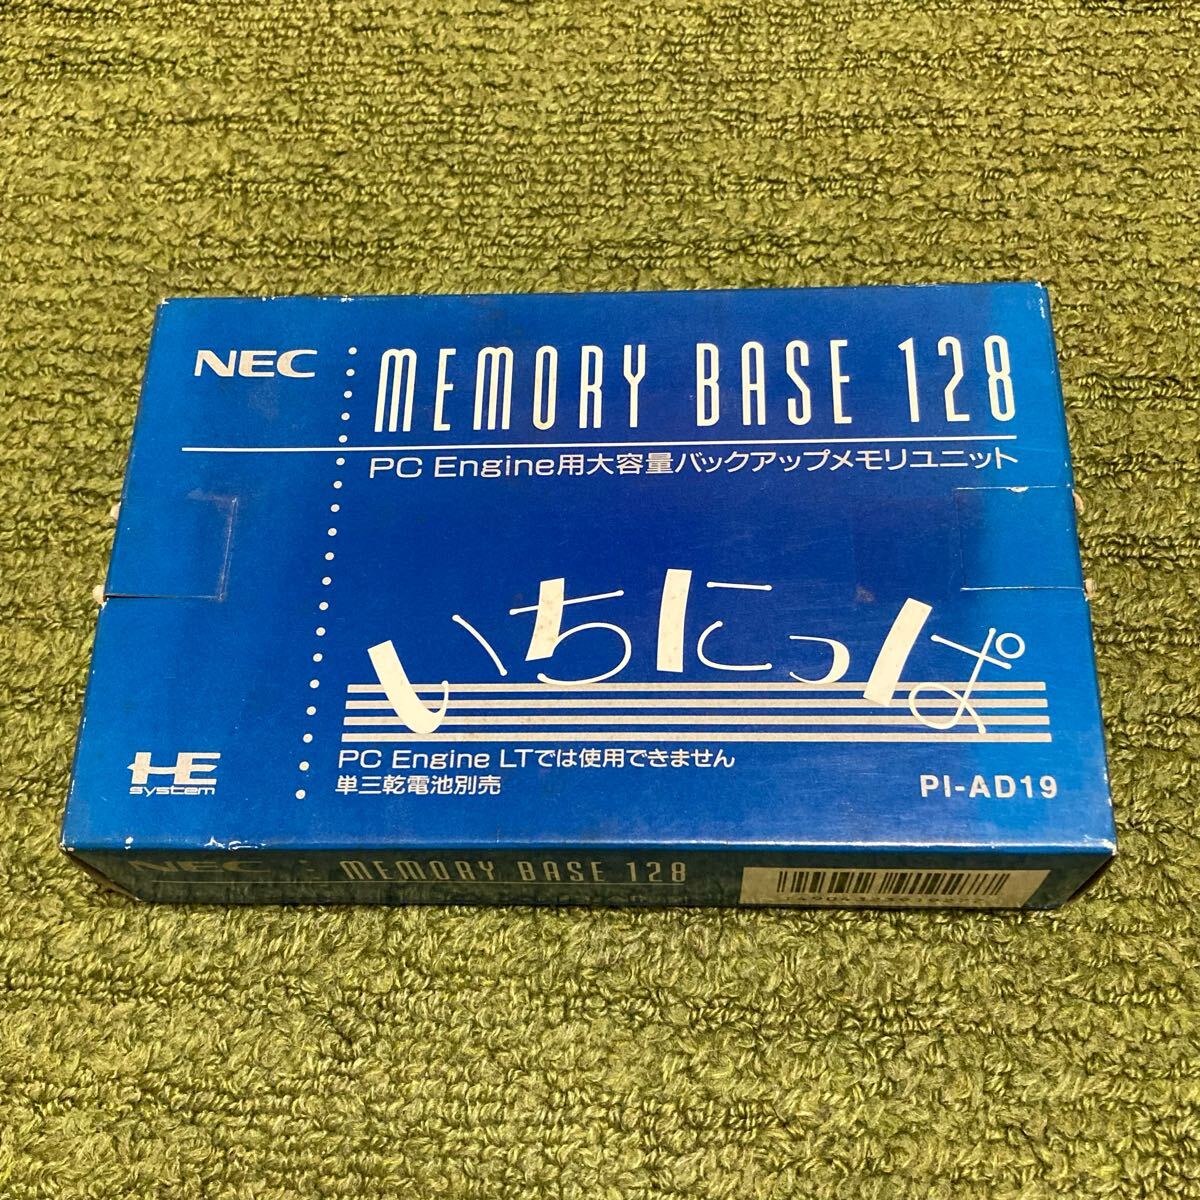 NEC
MEMORY BASE 128
PC Engine用大容量バックアップメモリユニット
いちにっぱ
PC Engine LTでは使用できません
単三乾電池別売
HE
system
PI-AD19
NEC
MEMORY BASE 128